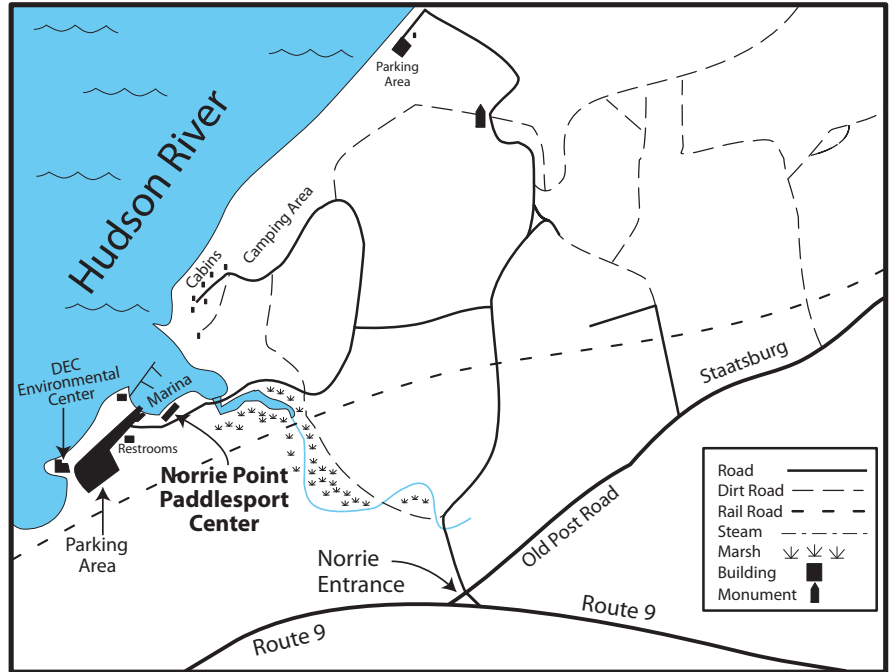 Parking
Area
Hudson River
Camping Area
Cabins
DEC
Environmental
Center
Marina
Restrooms
Norrie Point
Paddlesport
Center
Parking
Area
Norrie
Entrance
Staatsburg
Old Post Road
Route 9
Route 9
Road
Dirt Road
Rail Road
Steam
Marsh
Building
Monument